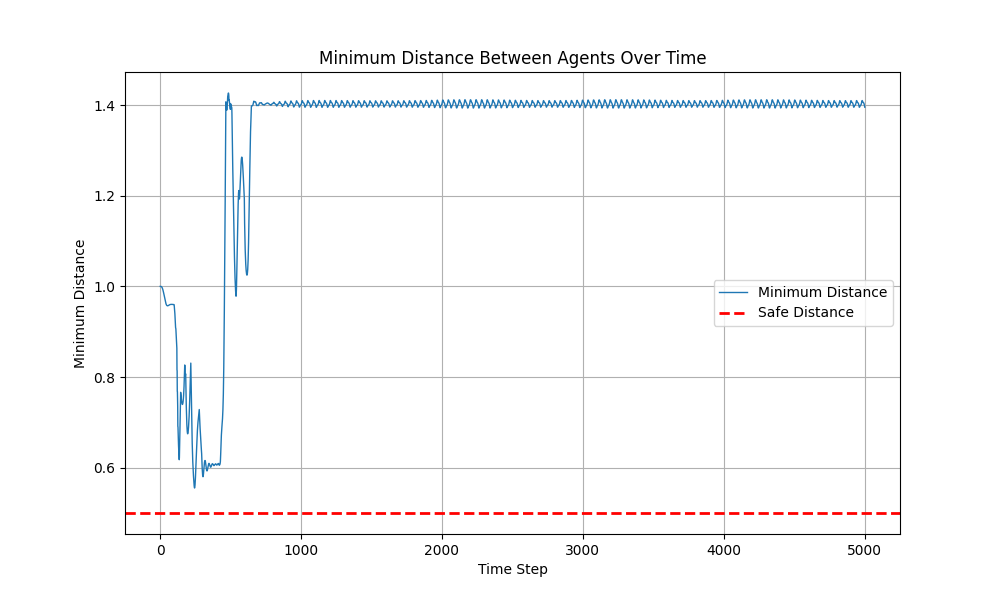 Minimum Distance Between Agents Over Time
Minimum Distance
1.4
1.2
1.0
0.8
0.6
Minimum Distance
Safe Distance
0 1000 2000 3000 4000 5000
Time Step